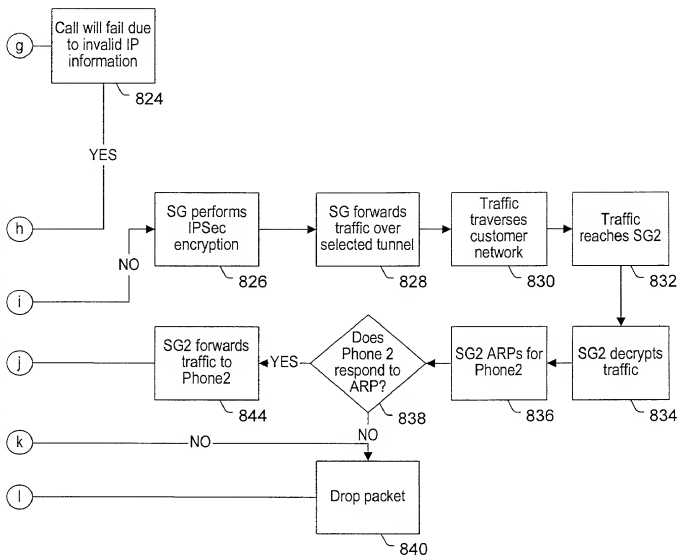 g
Call will fail due
to invalid IP
information
824
YES
h
SG performs
IPSec
encryption
826
SG forwards
traffic over
selected tunnel
828
Traffic
traverses
customer
network
830
Traffic
reaches SG2
832
NO
i
j
SG2 forwards
traffic to
Phone2
844
YES
Does
Phone 2
respond to
ARP?
838
SG2 ARPs for
Phone2
836
SG2 decrypts
traffic
834
NO
k
NO
l
Drop packet
840